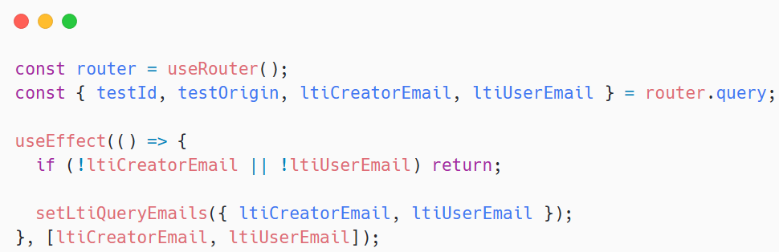 const router = useRouter();
const { testId, testOrigin, ltiCreatorEmail, ltiUserEmail } = router.query;
useEffect(() => {
  if (!ltiCreatorEmail || !ltiUserEmail) return;
  setLtiQueryEmails({ ltiCreatorEmail, ltiUserEmail });
}, [ltiCreatorEmail, ltiUserEmail]);